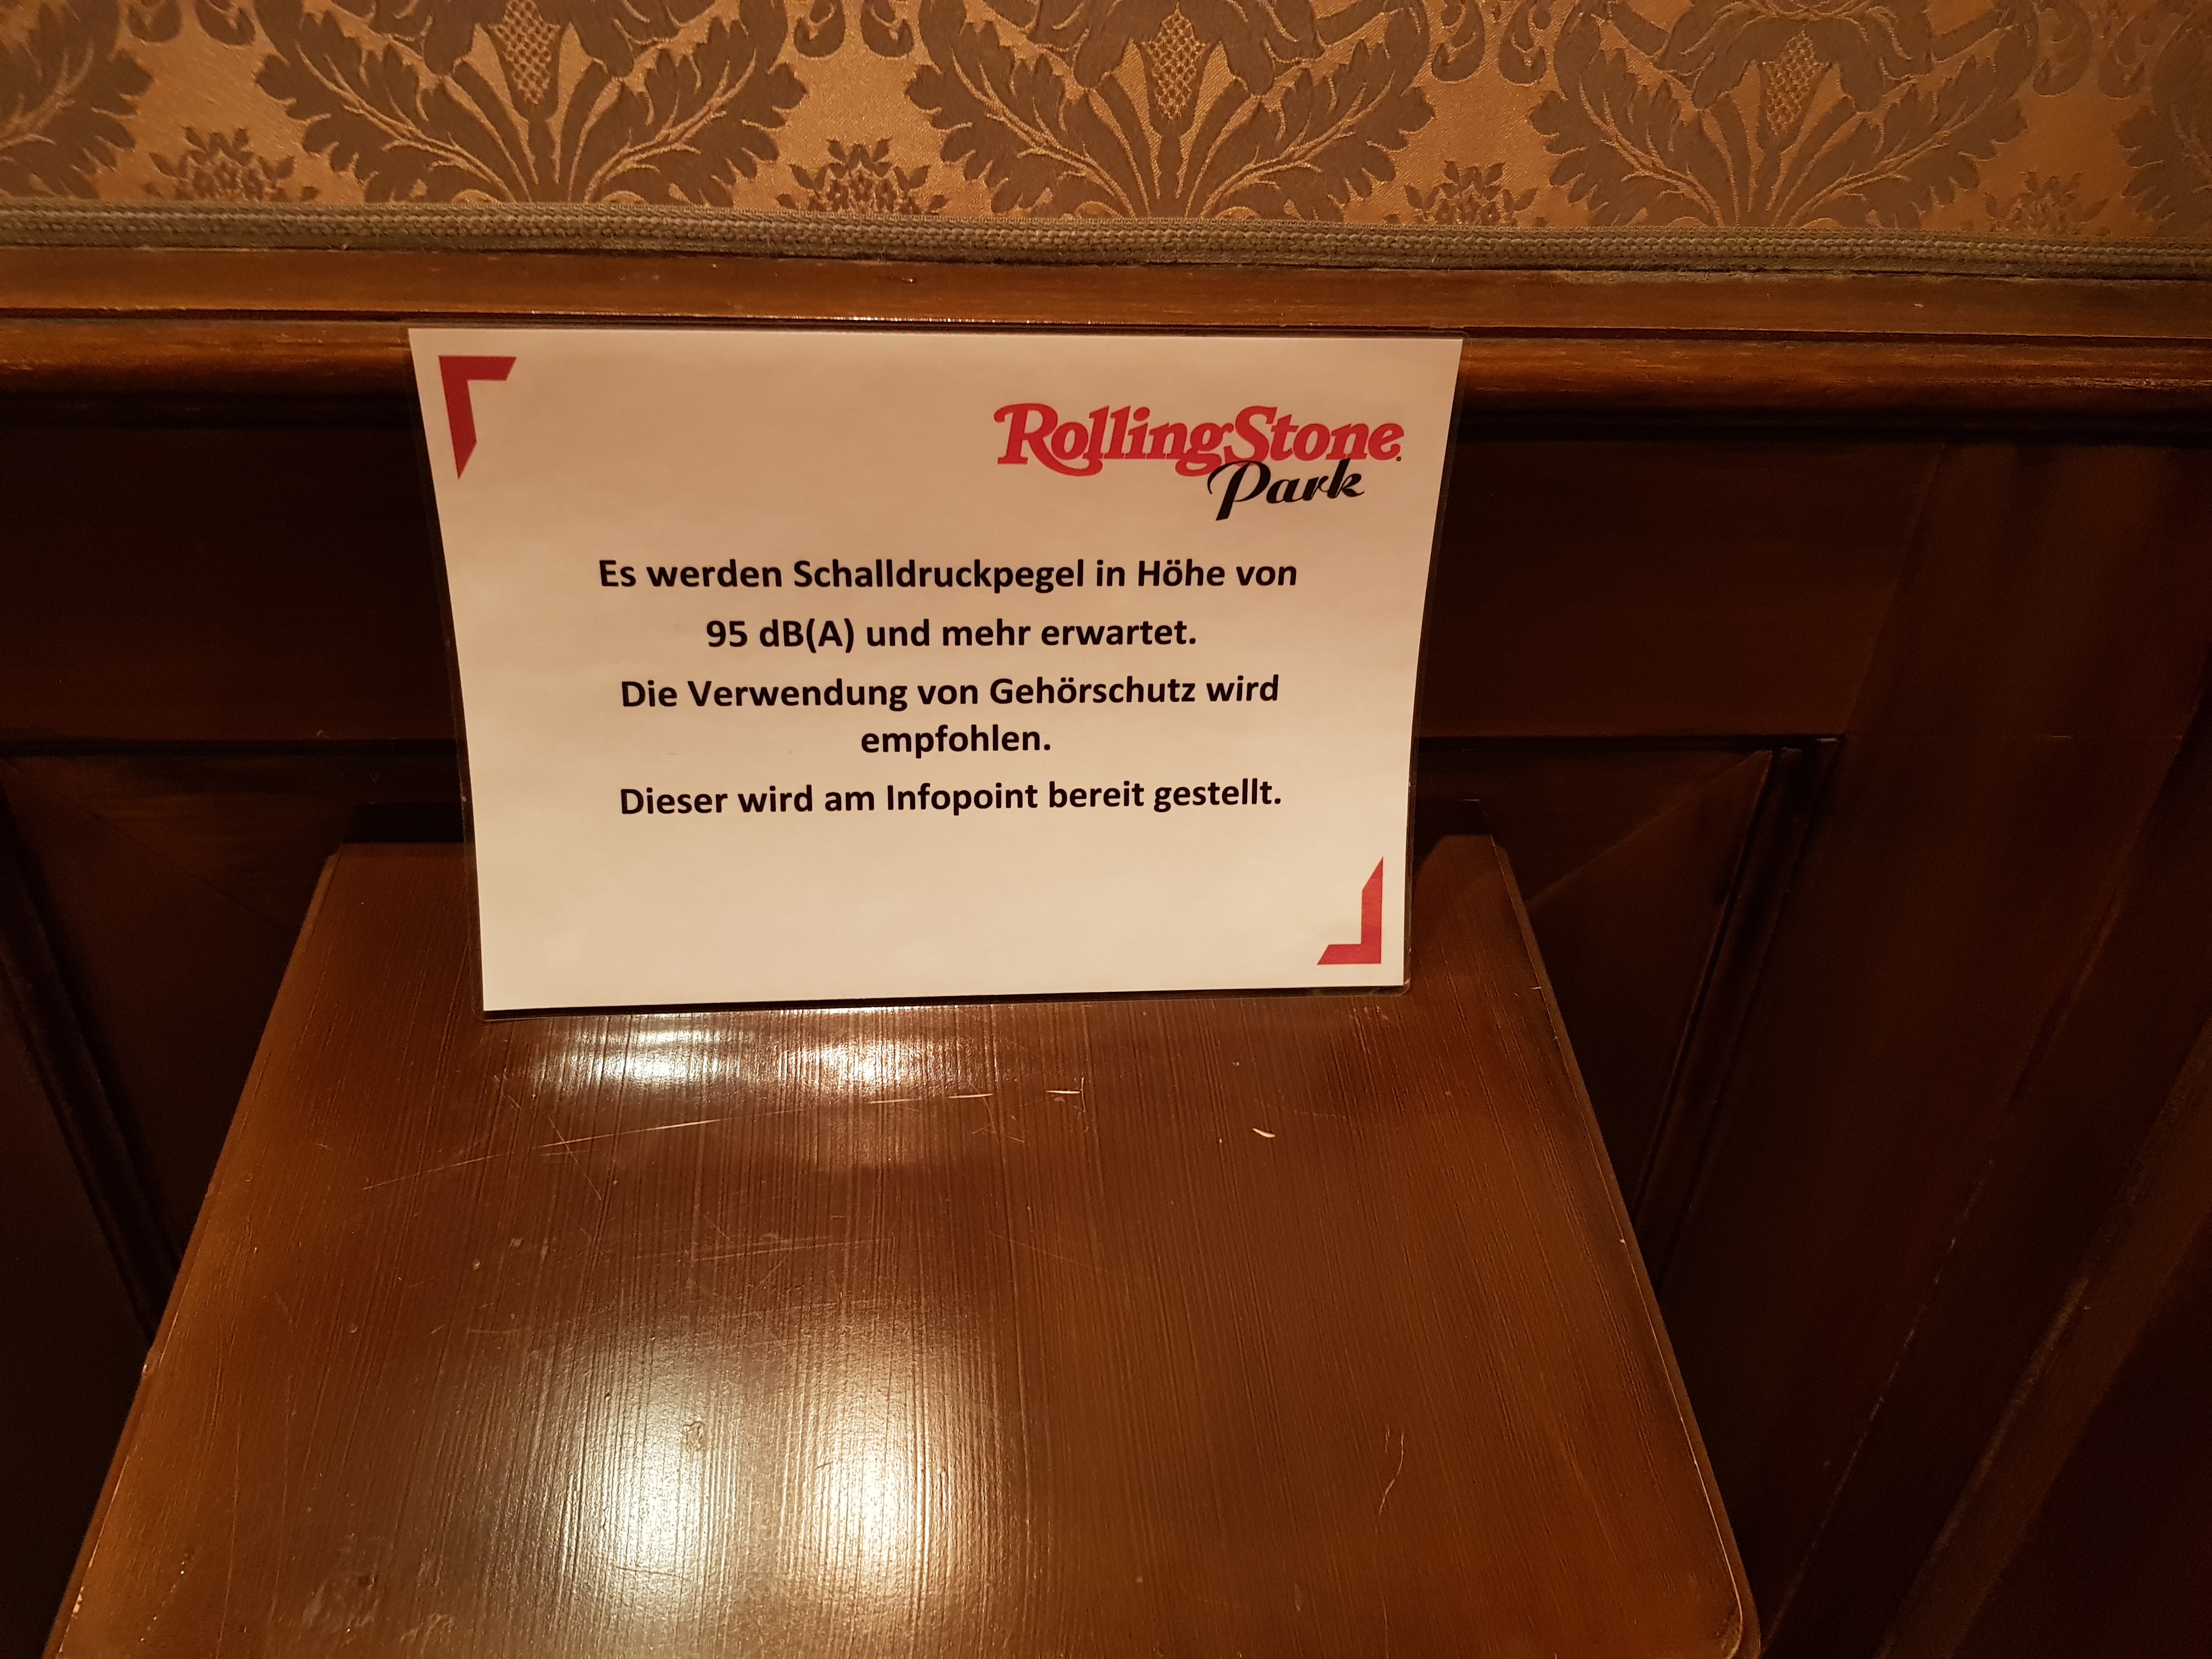 RollingStone.
Park
Es werden Schalldruckpegel in Höhe von
95 dB(A) und mehr erwartet.
Die Verwendung von Gehörschutz wird
empfohlen.
Dieser wird am Infopoint bereit gestellt.